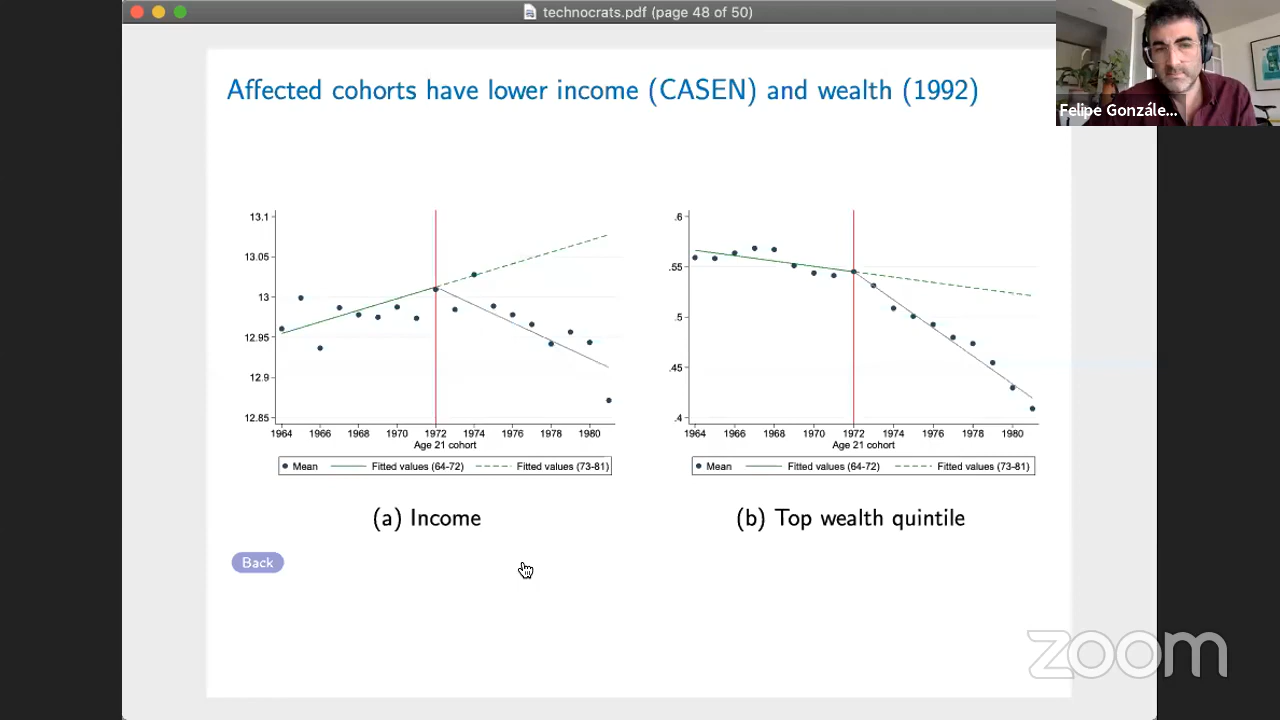 technocrats.pdf (page 48 of 50)
Felipe Gonzále...
Affected cohorts have lower income (CASEN) and wealth (1992)
13.1
13.05
13
12.95
12.9
12.85
1964 1966 1968 1970 1972 1974 1976 1978 1980
Age 21 cohort
Mean Fitted values (64-72) Fitted values (73-81)
(a) Income
.6
.55
.5
.45
.4
1964 1966 1968 1970 1972 1974 1976 1978 1980
Age 21 cohort
Mean Fitted values (64-72) Fitted values (73-81)
(b) Top wealth quintile
Back
zoom